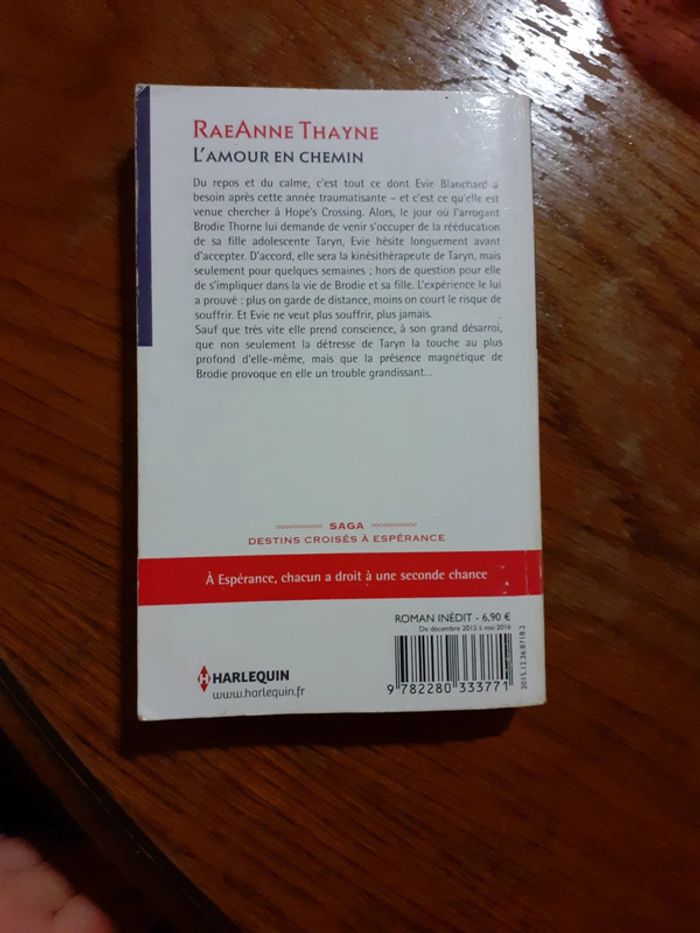 RAEANNE THAYNE
L'AMOUR EN CHEMIN
Du repos et du calme, c'est tout ce dont Evie Blanchard a
besoin après cette année traumatisante – et c'est ce qu'elle est
venue chercher à Hope's Crossing. Alors, le jour où l'arrogant
Brodie Thorne lui demande de venir s'occuper de la rééducation
de sa fille adolescente Taryn, Evie hésite longuement avant
d'accepter. D'accord, elle sera la kinésithérapeute de Taryn, mais
seulement pour quelques semaines ; hors de question pour elle
de s'impliquer dans la vie de Brodie et sa fille. L'expérience le lui
a prouvé : plus on garde de distance, moins on court le risque de
souffrir. Et Evie ne veut plus souffrir, plus jamais.
Sauf que très vite elle prend conscience, à son grand désarroi,
que non seulement la détresse de Taryn la touche au plus
profond d'elle-même, mais que la présence magnétique de
Brodie provoque en elle un trouble grandissant...
SAGA
DESTINS CROISÉS À ESPÉRANCE
À Espérance, chacun a droit à une seconde chance
ROMAN INÉDIT - 6,90 €
De décembre 2015 à mai 2016
2015.12.26.8718.2
HARLEQUIN
www.harlequin.fr
9 782280 333771